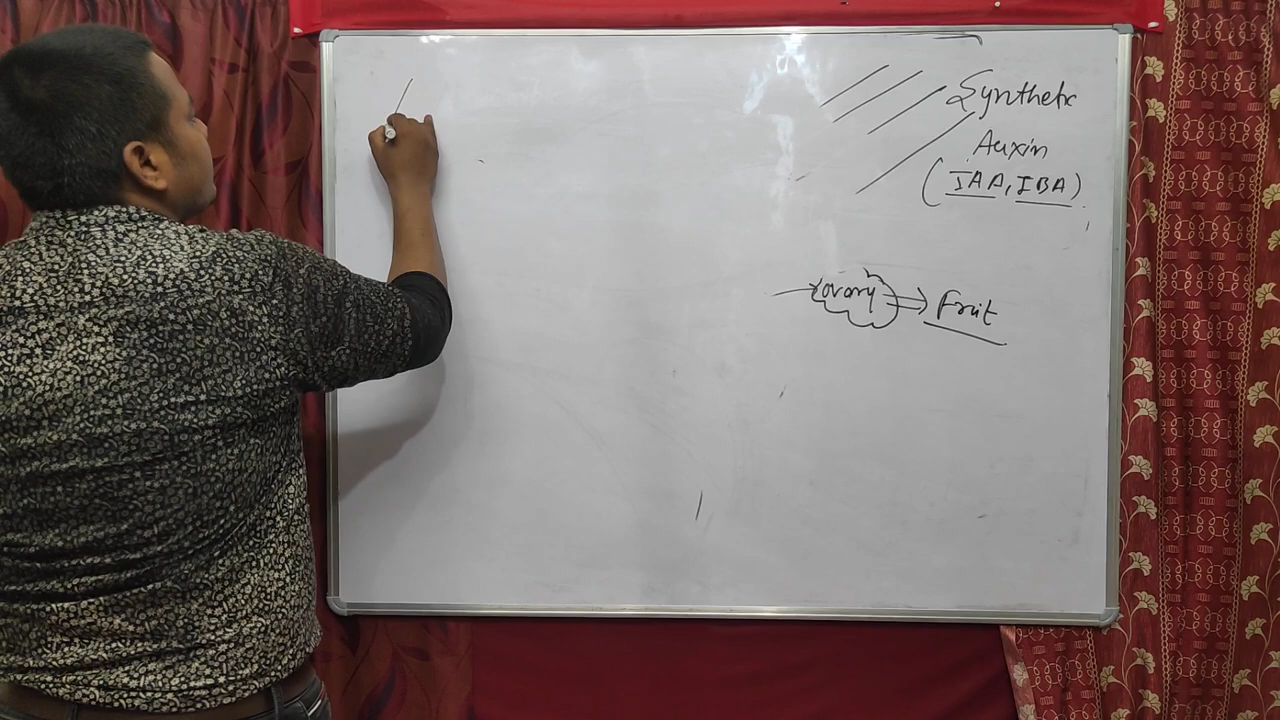 Synthetic
Auxin
(IAA, IBA)
ovary ⇒ Fruit